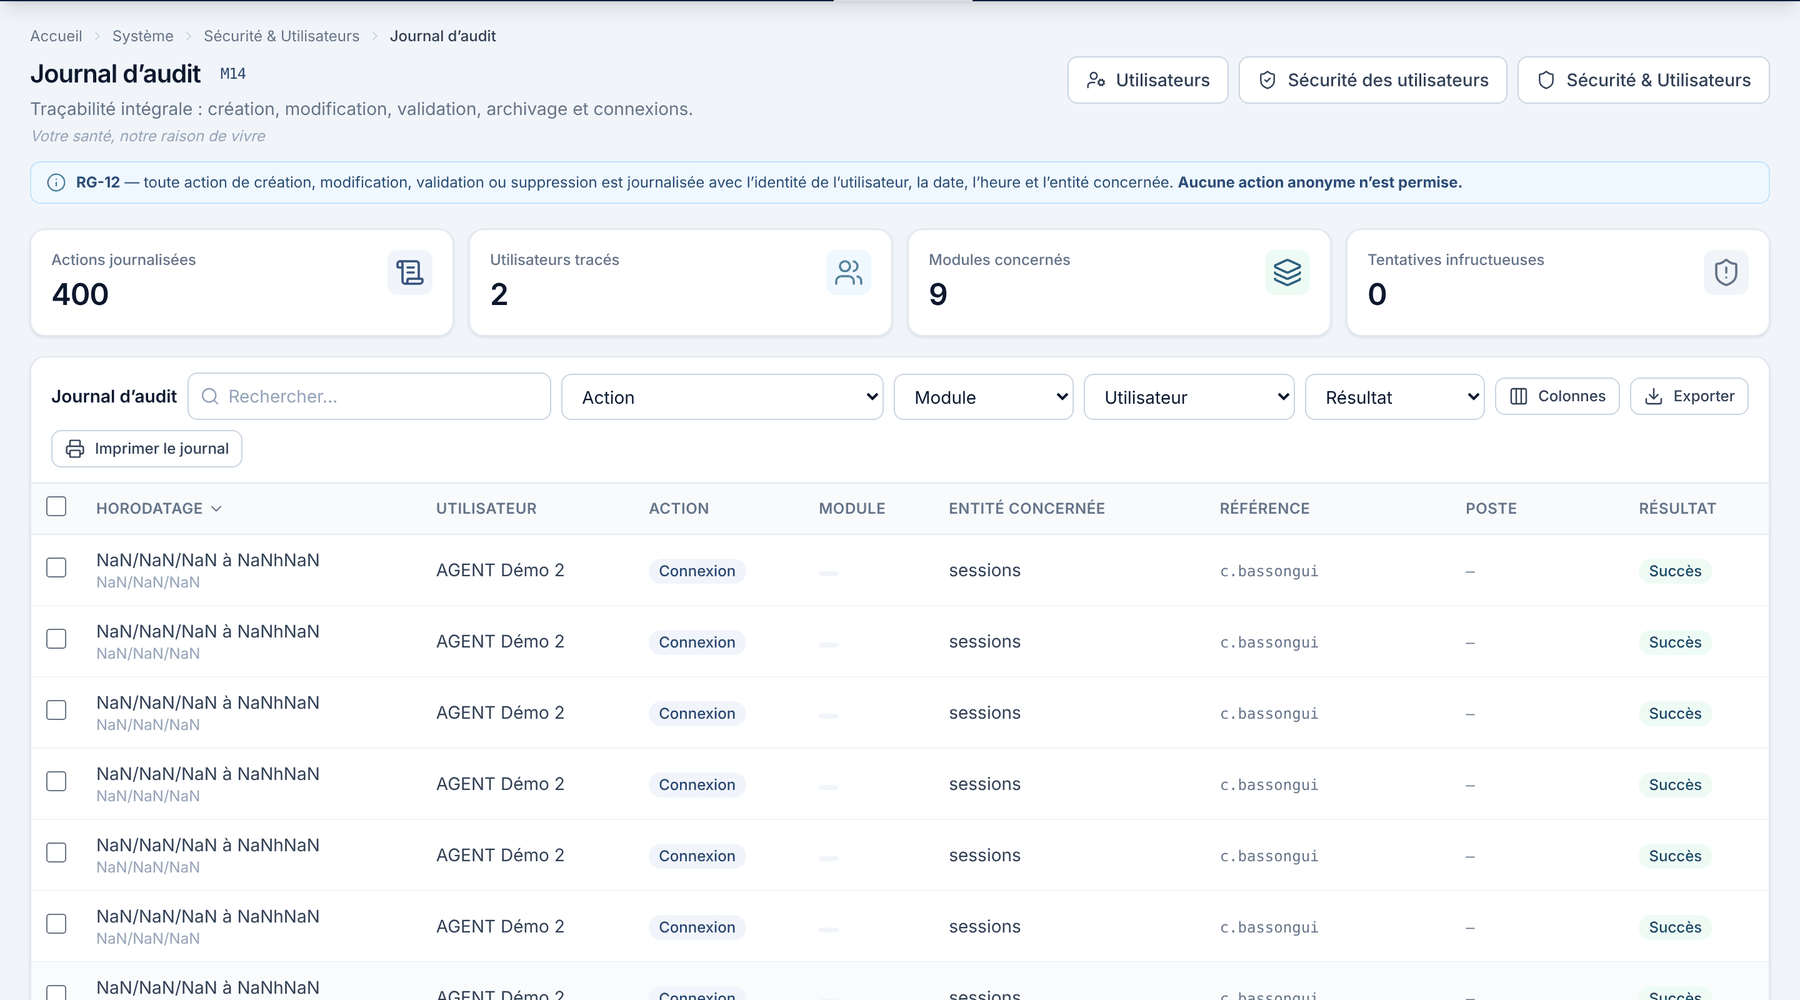 Accueil > Système > Sécurité & Utilisateurs > Journal d’audit
Journal d’audit M14
Utilisateurs
Sécurité des utilisateurs
Sécurité & Utilisateurs
Traçabilité intégrale : création, modification, validation, archivage et connexions.
Votre santé, notre raison de vivre
RG-12 — toute action de création, modification, validation ou suppression est journalisée avec l’identité de l’utilisateur, la date, l’heure et l’entité concernée. Aucune action anonyme n’est permise.
Actions journalisées
400
Utilisateurs tracés
2
Modules concernés
9
Tentatives infructueuses
0
Journal d’audit Rechercher... Action Module Utilisateur Résultat Colonnes Exporter
Imprimer le journal
HORODATAGE UTILISATEUR ACTION MODULE ENTITÉ CONCERNÉE RÉFÉRENCE POSTE RÉSULTAT
NaN/NaN/NaN à NaNhNaN
NaN/NaN/NaN
AGENT Démo 2 Connexion — sessions c.bassongui — Succès
NaN/NaN/NaN à NaNhNaN
NaN/NaN/NaN
AGENT Démo 2 Connexion — sessions c.bassongui — Succès
NaN/NaN/NaN à NaNhNaN
NaN/NaN/NaN
AGENT Démo 2 Connexion — sessions c.bassongui — Succès
NaN/NaN/NaN à NaNhNaN
NaN/NaN/NaN
AGENT Démo 2 Connexion — sessions c.bassongui — Succès
NaN/NaN/NaN à NaNhNaN
NaN/NaN/NaN
AGENT Démo 2 Connexion — sessions c.bassongui — Succès
NaN/NaN/NaN à NaNhNaN
NaN/NaN/NaN
AGENT Démo 2 Connexion — sessions c.bassongui — Succès
NaN/NaN/NaN à NaNhNaN
AGENT Démo 2 Connexion sessions c.bassongui Succès